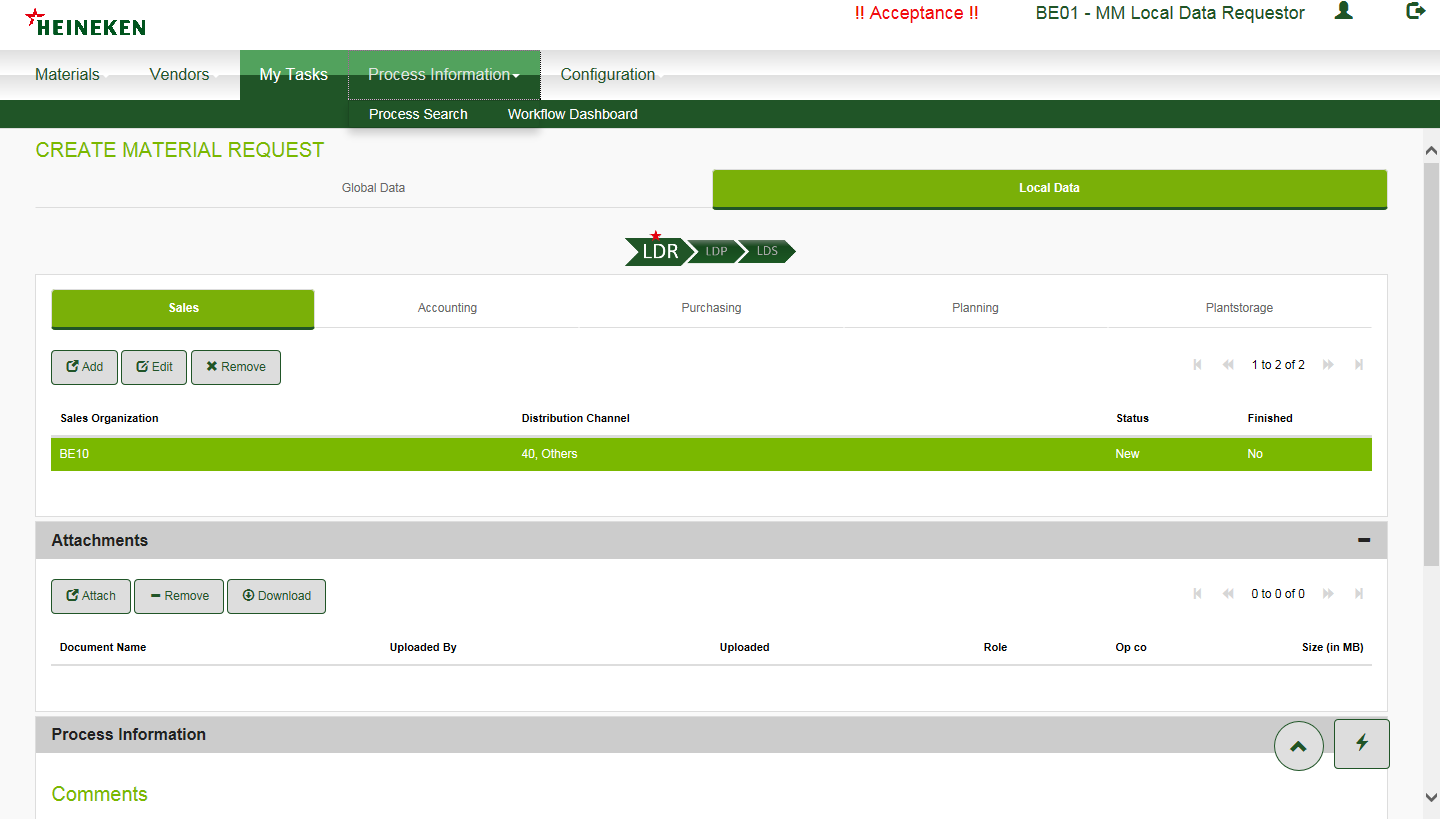 HEINEKEN
!! Acceptance !! BE01 - MM Local Data Requestor
Materials Vendors My Tasks Process Information Configuration
Process Search Workflow Dashboard
CREATE MATERIAL REQUEST
Global Data Local Data
LDR LDP LDS
Sales Accounting Purchasing Planning Plantstorage
Add Edit Remove 1 to 2 of 2
Sales Organization Distribution Channel Status Finished
BE10 40, Others New No
Attachments
Attach Remove Download 0 to 0 of 0
Document Name Uploaded By Uploaded Role Op co Size (in MB)
Process Information
Comments